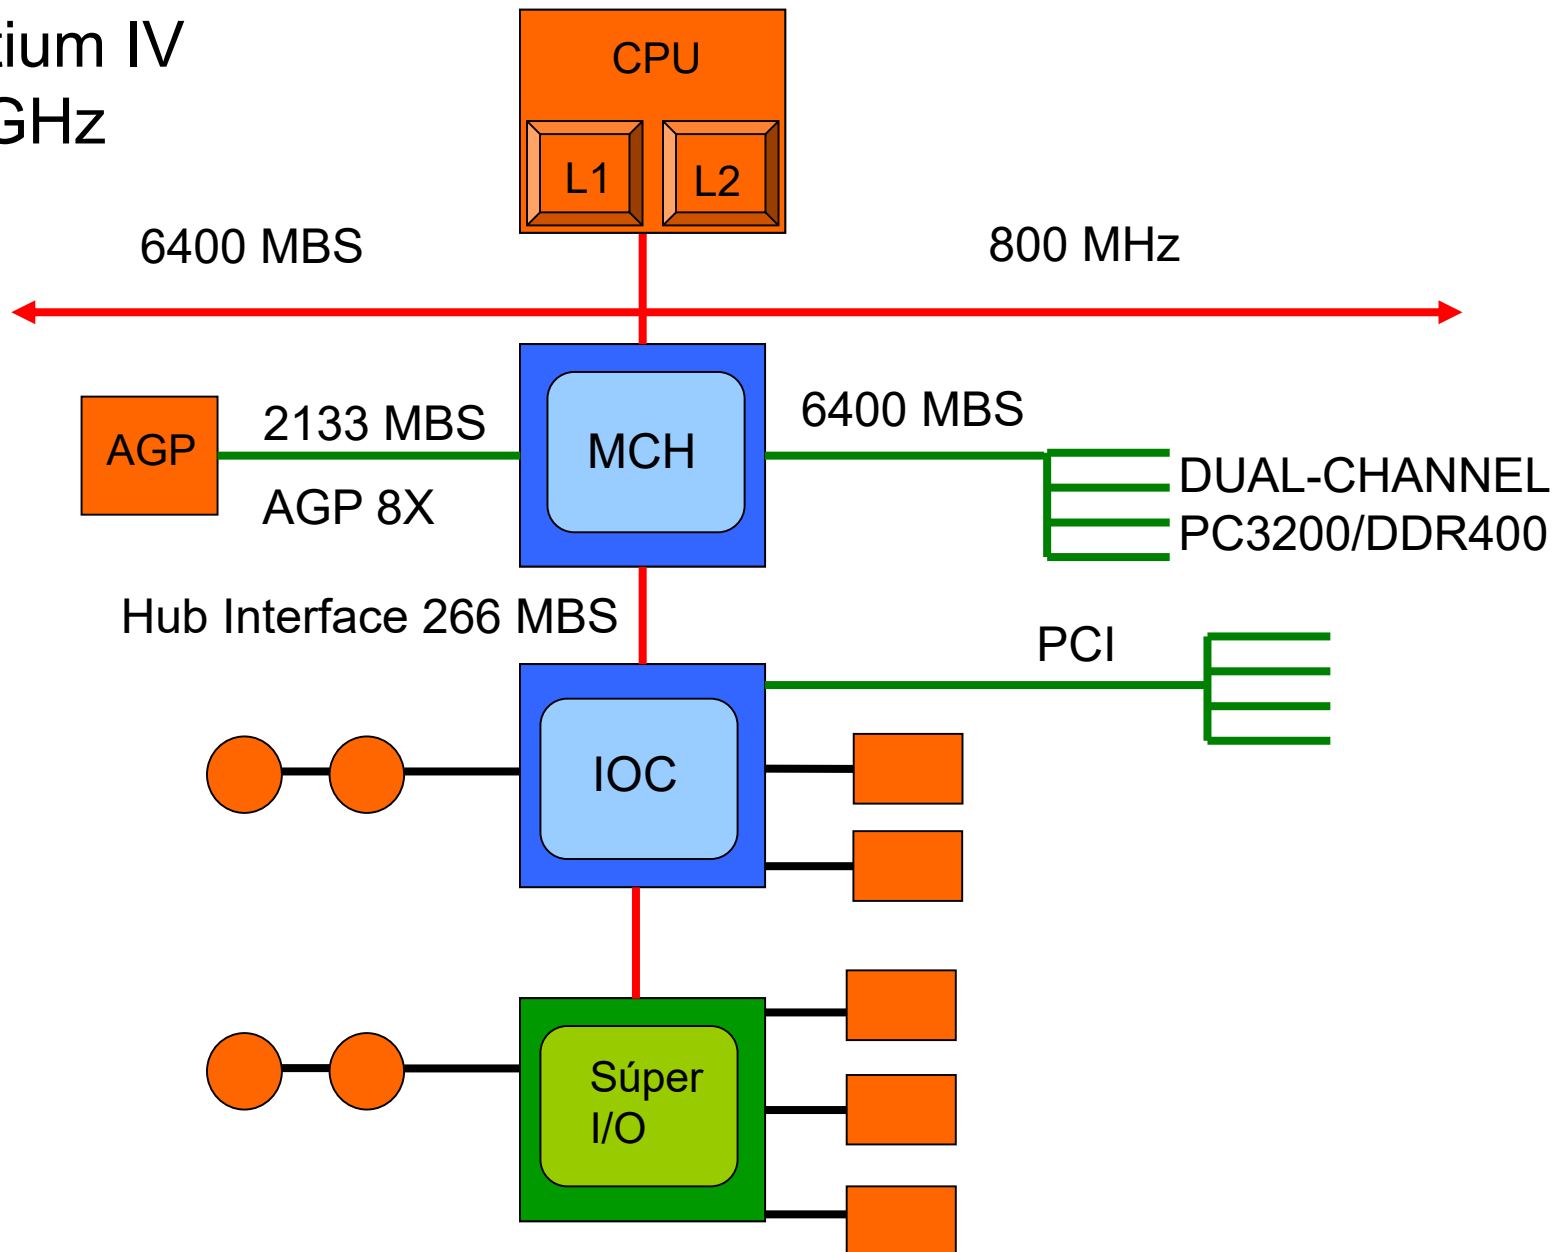 tium IV
GHz
CPU
L1
L2
6400 MBS
800 MHz
AGP
2133 MBS
AGP 8X
MCH
6400 MBS
DUAL-CHANNEL
PC3200/DDR400
Hub Interface 266 MBS
PCI
IOC
Súper
I/O